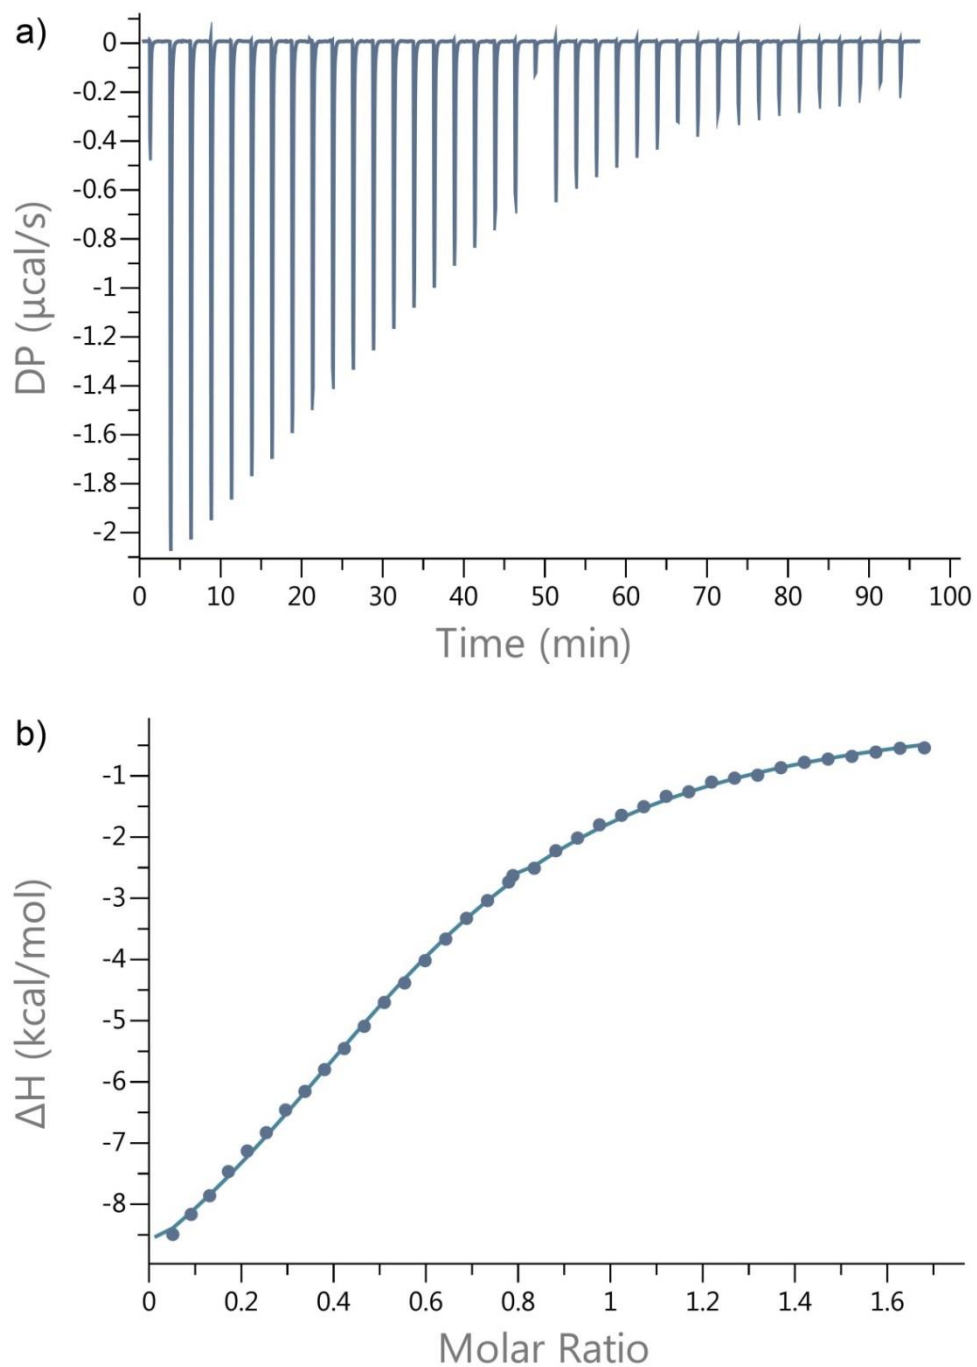 a)
0
-0.2
-0.4
-0.6
-0.8
-1
-1.2
-1.4
-1.6
-1.8
-2
DP (µcal/s)
0 10 20 30 40 50 60 70 80 90 100
Time (min)
b)
-1
-2
-3
-4
-5
-6
-7
-8
ΔH (kcal/mol)
0 0.2 0.4 0.6 0.8 1 1.2 1.4 1.6
Molar Ratio